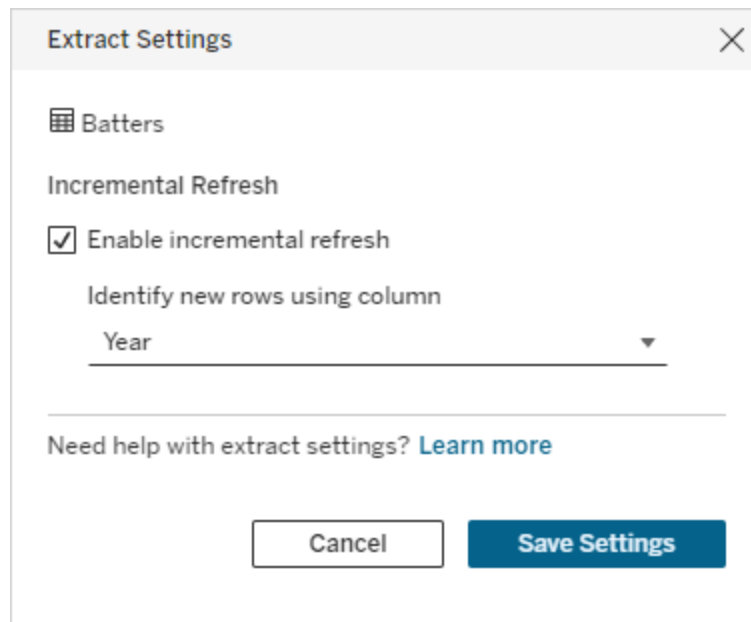 Extract Settings
Batters
Incremental Refresh
Enable incremental refresh
Identify new rows using column
Year
Need help with extract settings? Learn more
Cancel Save Settings